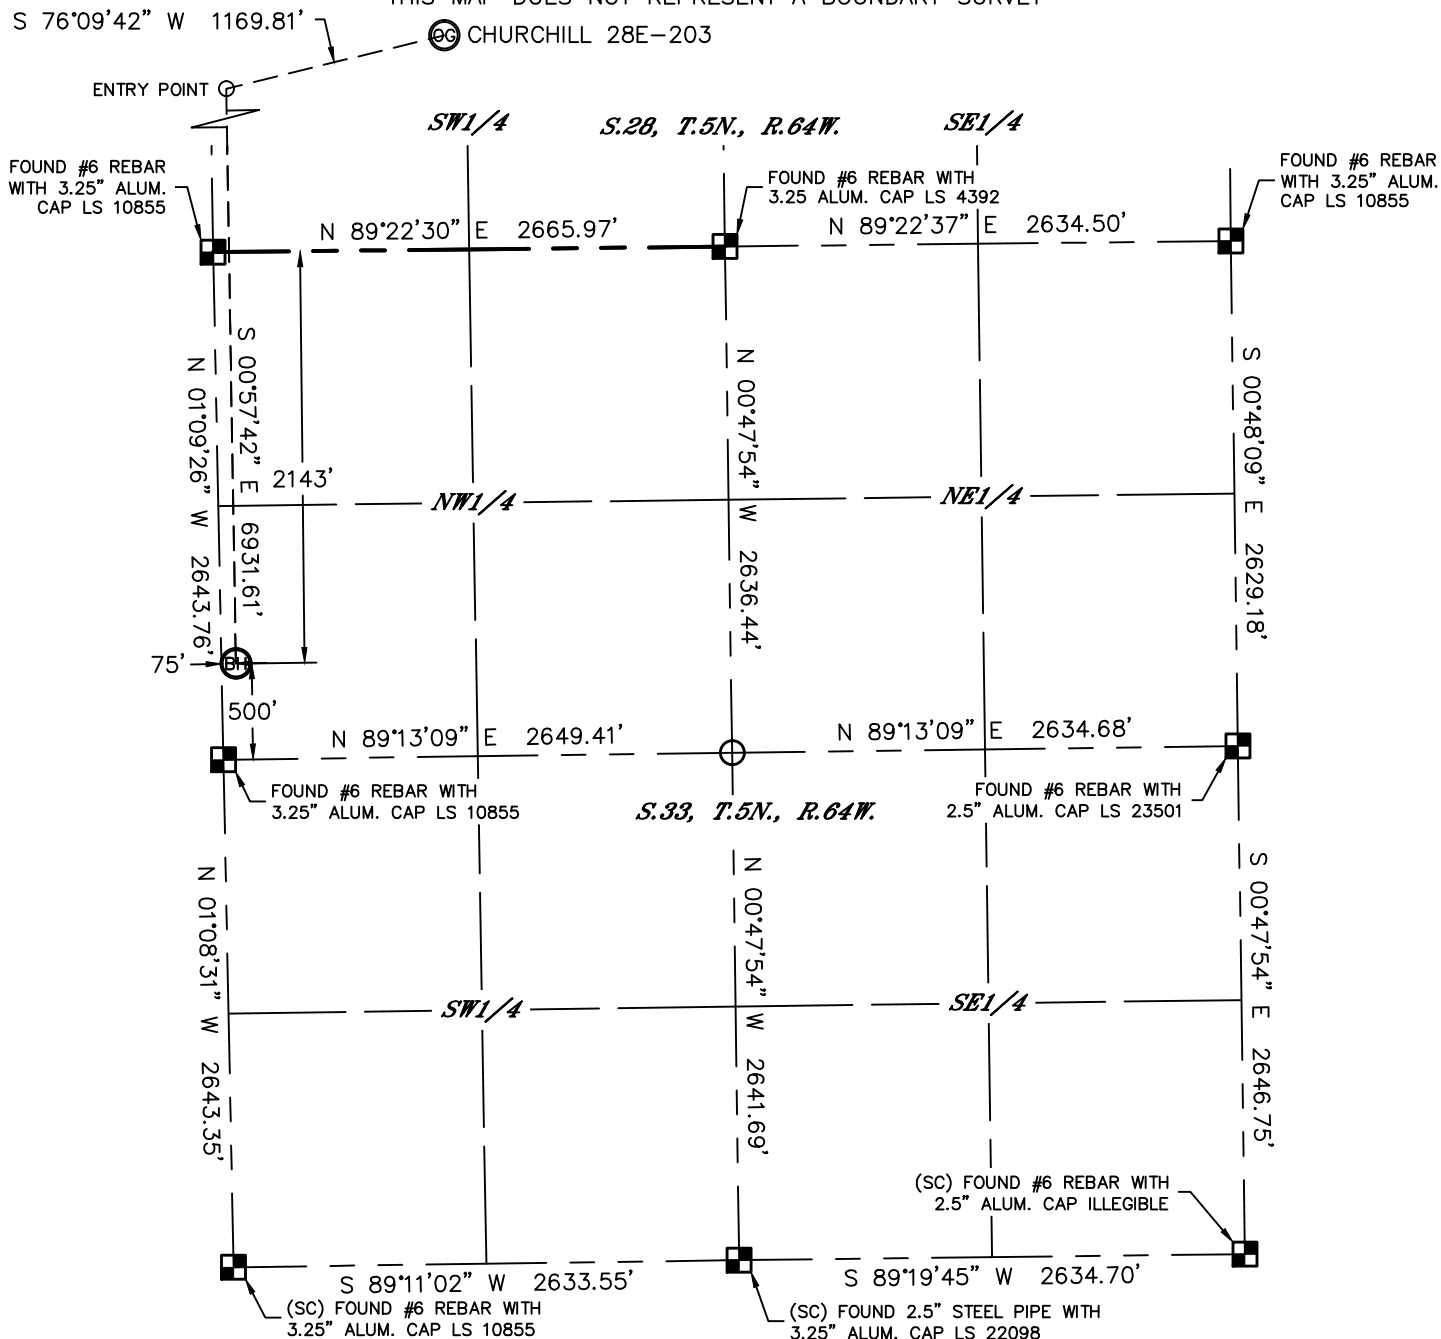 THIS MAP DOES NOT REPRESENT A BOUNDARY SURVEY
S 76°09'42" W 1169.81'
OG CHURCHILL 28E-203
ENTRY POINT
SW1/4
S.28, T.5N., R.64W.
SE1/4
FOUND #6 REBAR
WITH 3.25" ALUM.
CAP LS 10855
FOUND #6 REBAR WITH
3.25 ALUM. CAP LS 4392
FOUND #6 REBAR
WITH 3.25" ALUM.
CAP LS 10855
N 89°22'30" E 2665.97'
N 89°22'37" E 2634.50'
N 01°09'26" W 2643.76'
S 00°57'42" E 6931.61'
2143'
N 00°47'54" W 2636.44'
S 00°48'09" E 2629.18'
NW1/4
NE1/4
75'
BH
500'
N 89°13'09" E 2649.41'
N 89°13'09" E 2634.68'
FOUND #6 REBAR WITH
3.25" ALUM. CAP LS 10855
S.33, T.5N., R.64W.
FOUND #6 REBAR WITH
2.5" ALUM. CAP LS 23501
N 01°08'31" W 2643.35'
N 00°47'54" W 2641.69'
S 00°47'54" E 2646.75'
SW1/4
SE1/4
(SC) FOUND #6 REBAR WITH
2.5" ALUM. CAP ILLEGIBLE
S 89°11'02" W 2633.55'
S 89°19'45" W 2634.70'
(SC) FOUND #6 REBAR WITH
3.25" ALUM. CAP LS 10855
(SC) FOUND 2.5" STEEL PIPE WITH
3.25" ALUM. CAP LS 22098